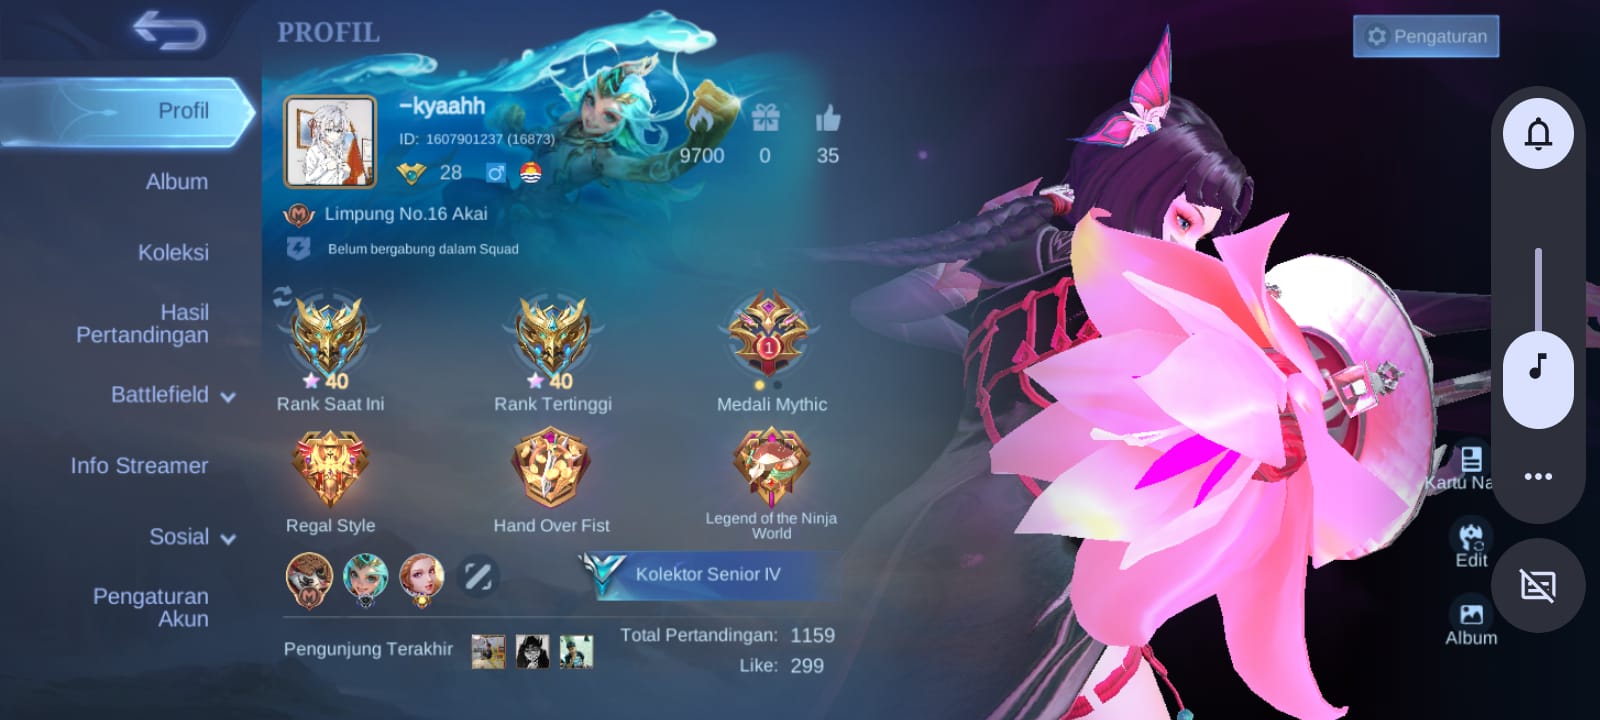 PROFIL
Pengaturan
Profil
Album
Koleksi
Hasil
Pertandingan
Battlefield
Info Streamer
Sosial
Pengaturan
Akun
–kyaahh
ID: 1607901237 (16873)
28
9700
0
35
Limpung No.16 Akai
Belum bergabung dalam Squad
40
Rank Saat Ini
40
Rank Tertinggi
1
Medali Mythic
Regal Style
Hand Over Fist
Legend of the Ninja
World
M
Kolektor Senior IV
Pengunjung Terakhir
Total Pertandingan: 1159
Like: 299
Kartu Na
Edit
Album